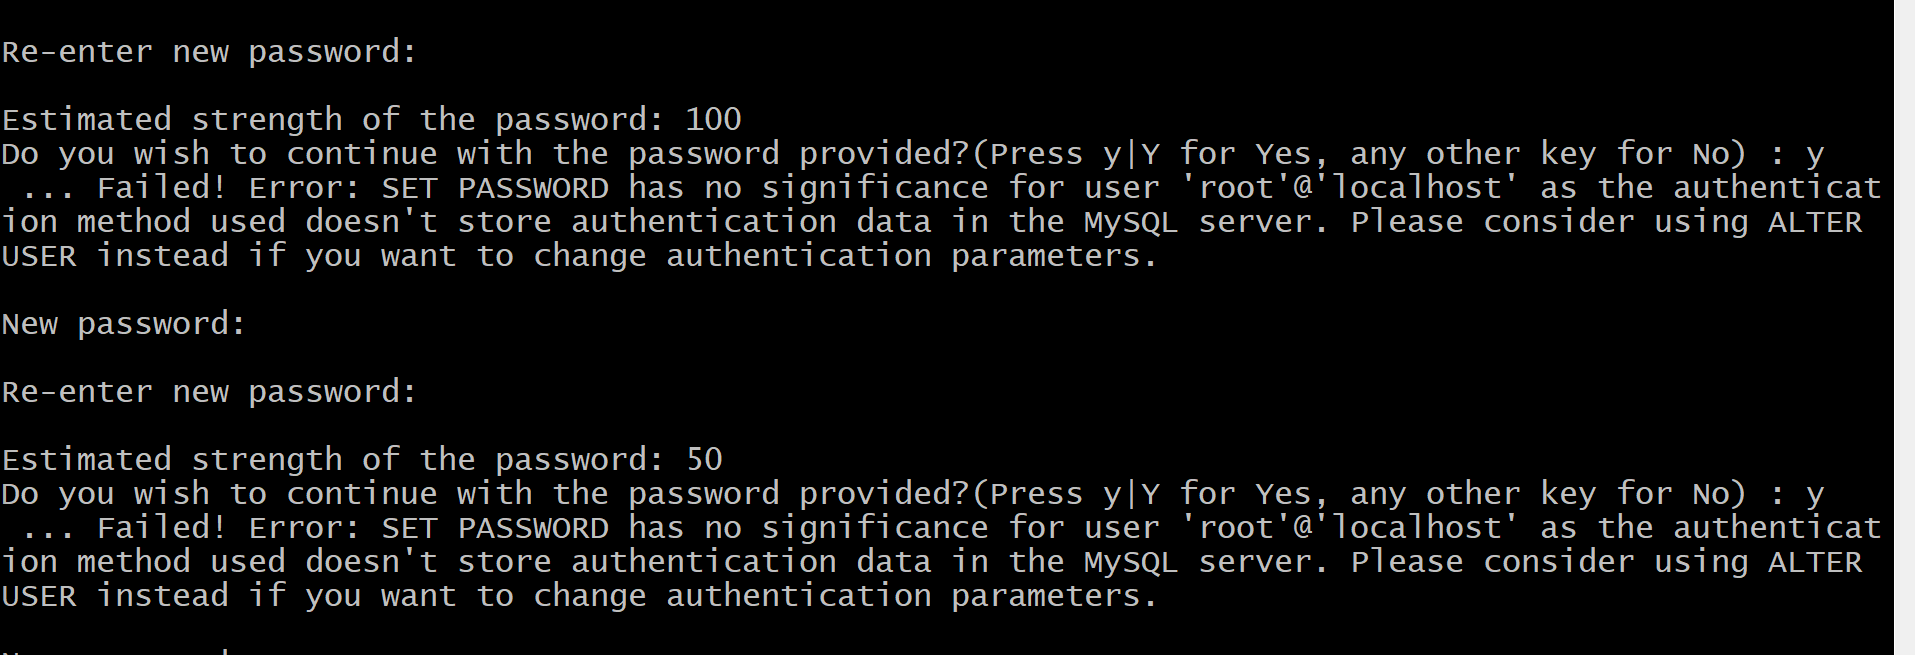 Re-enter new password:
Estimated strength of the password: 100
Do you wish to continue with the password provided?(Press y|Y for Yes, any other key for No) : y
... Failed! Error: SET PASSWORD has no significance for user 'root'@'localhost' as the authenticat
ion method used doesn't store authentication data in the MySQL server. Please consider using ALTER
USER instead if you want to change authentication parameters.
New password:
Re-enter new password:
Estimated strength of the password: 50
Do you wish to continue with the password provided?(Press y|Y for Yes, any other key for No) : y
... Failed! Error: SET PASSWORD has no significance for user 'root'@'localhost' as the authenticat
ion method used doesn't store authentication data in the MySQL server. Please consider using ALTER
USER instead if you want to change authentication parameters.